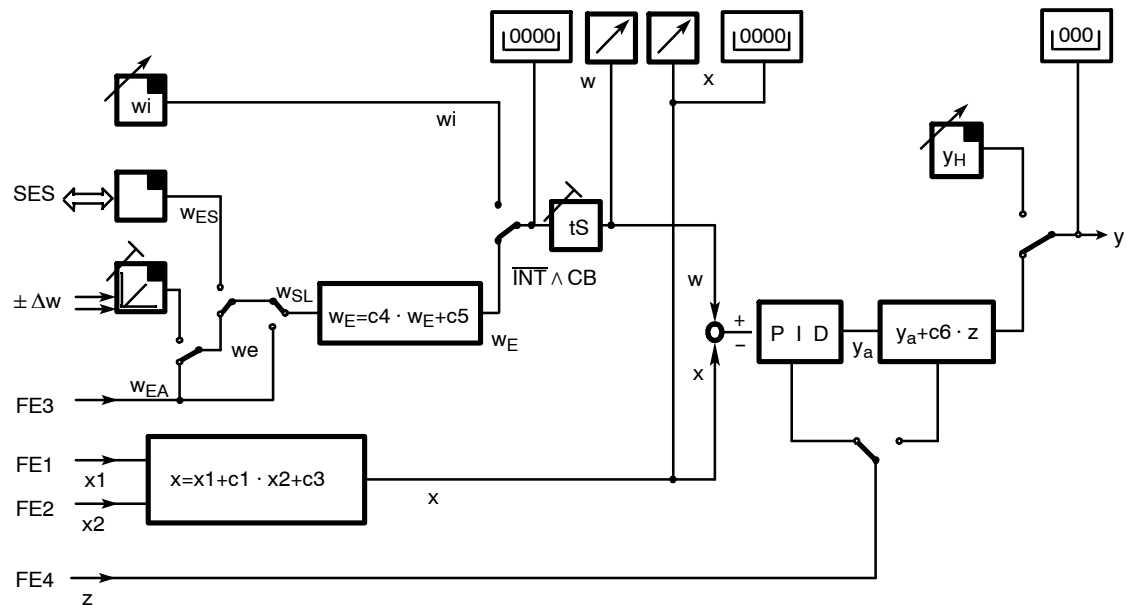 0000
0000
000
w
x
wi
wi
yH
SES
wES
tS
y
INT ∧ CB
± Δw
wSL
wE=c4 · wE+c5
wE
we
w
+
−
P I D
ya
ya+c6 · z
x
wEA
FE3
FE1
x1
x=x1+c1 · x2+c3
x
FE2
x2
FE4
z